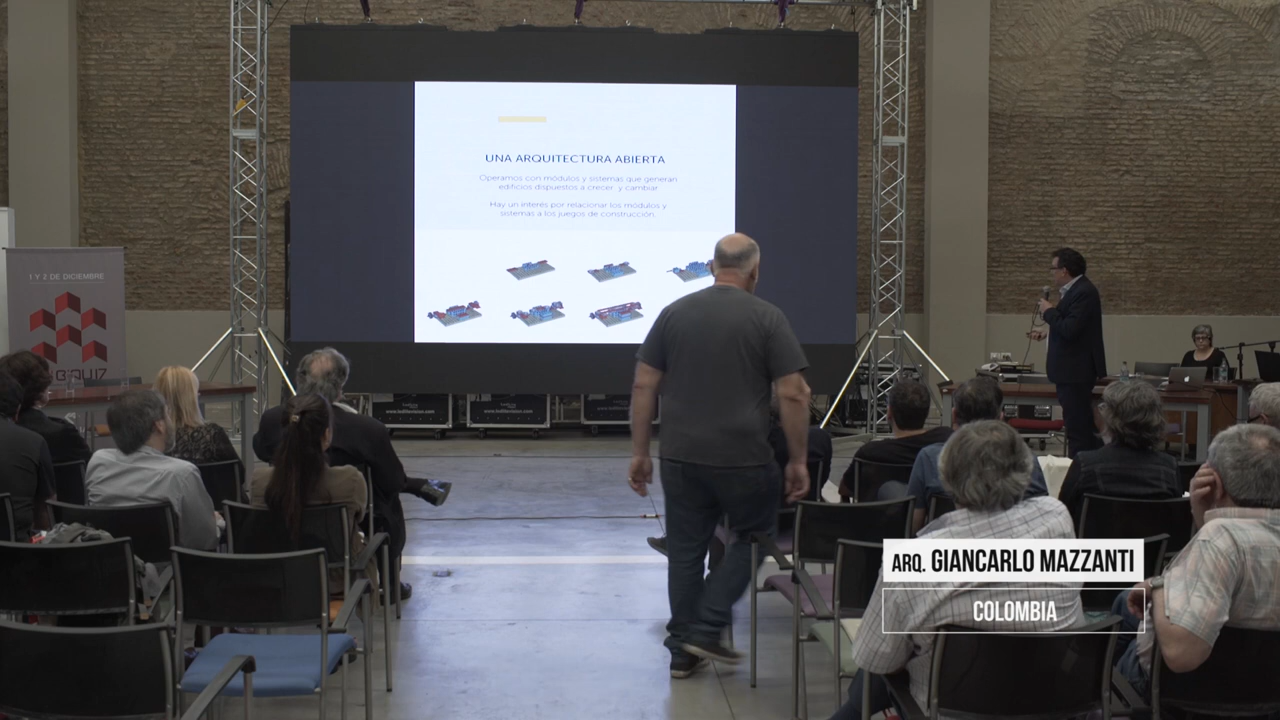 UNA ARQUITECTURA ABIERTA
Operamos con módulos y sistemas que generan
edificios dispuestos a crecer y cambiar.
Hay un interés por relacionar los módulos y
sistemas a los juegos de construcción.
1 Y 2 DE DICIEMBRE
ARQ. GIANCARLO MAZZANTI
COLOMBIA